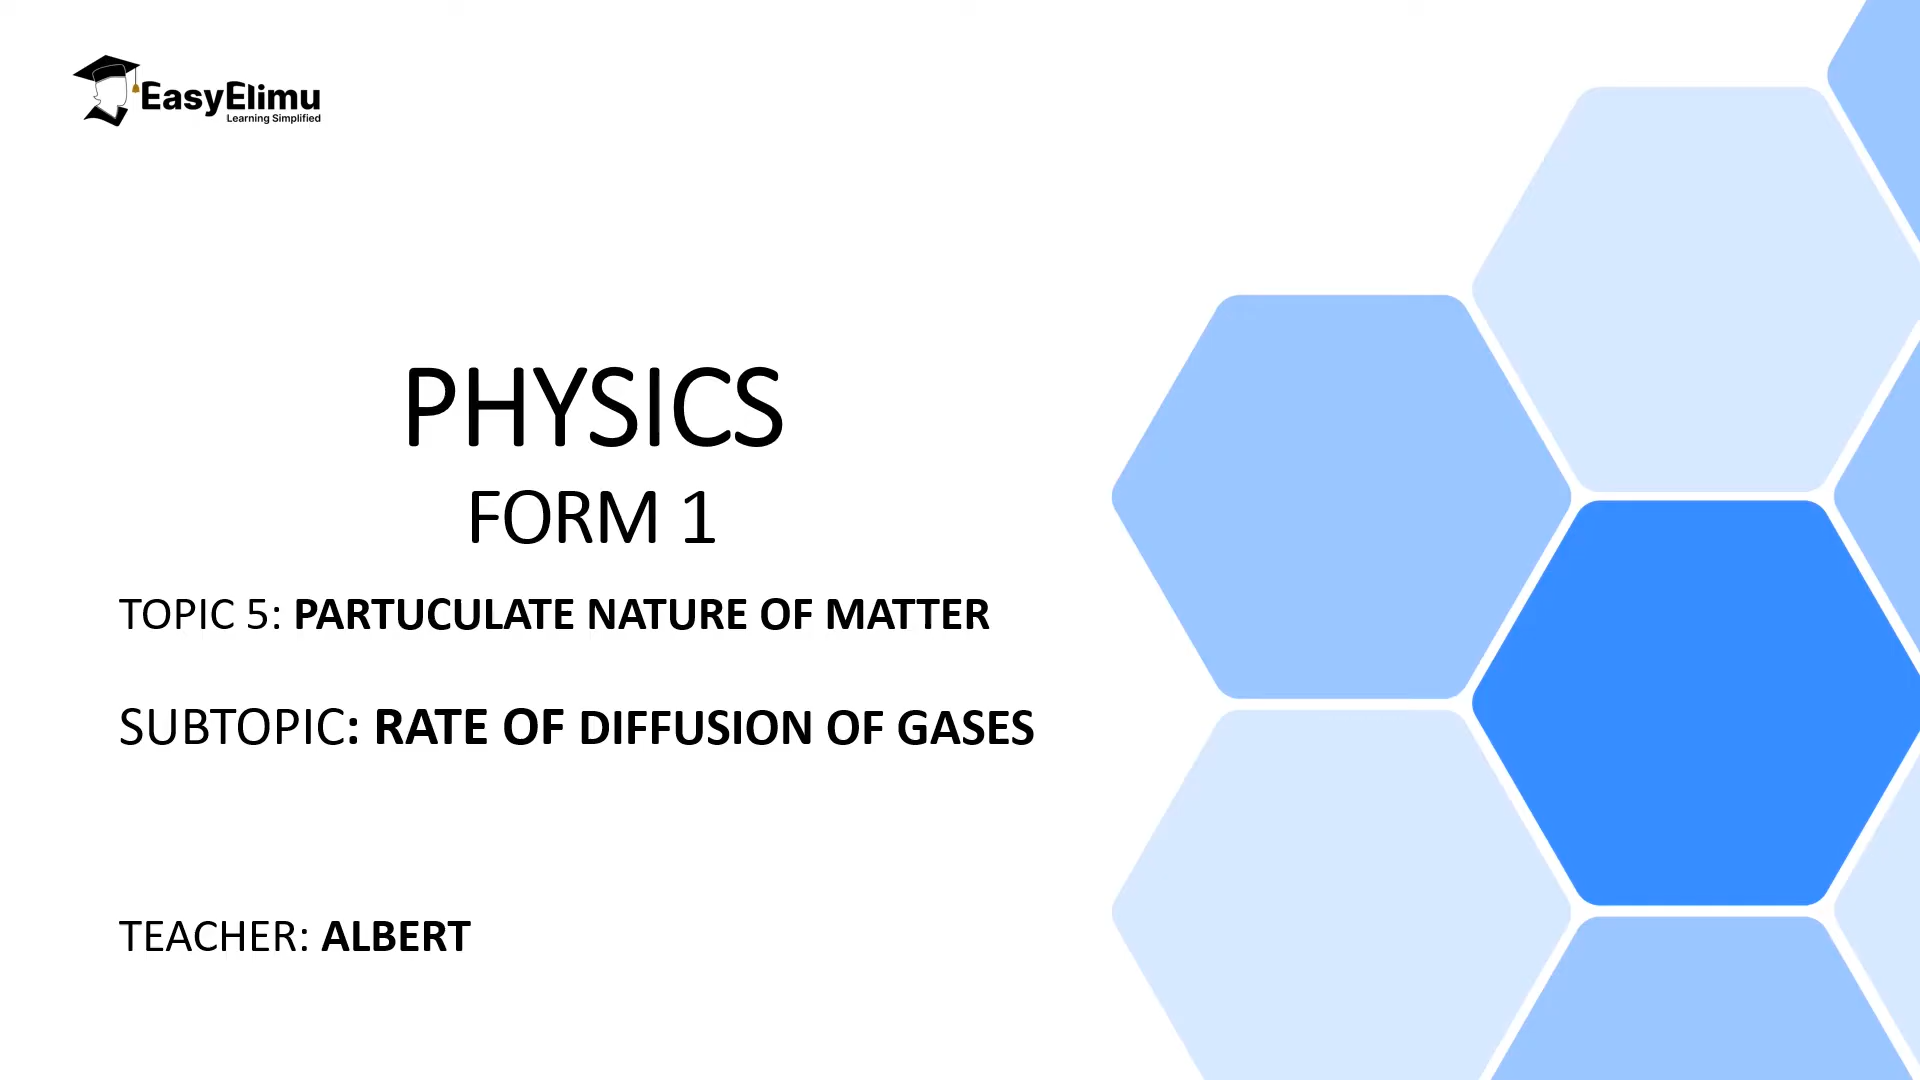 EasyElimu
Learning Simplified
PHYSICS
FORM 1
TOPIC 5: PARTUCULATE NATURE OF MATTER
SUBTOPIC: RATE OF DIFFUSION OF GASES
TEACHER: ALBERT